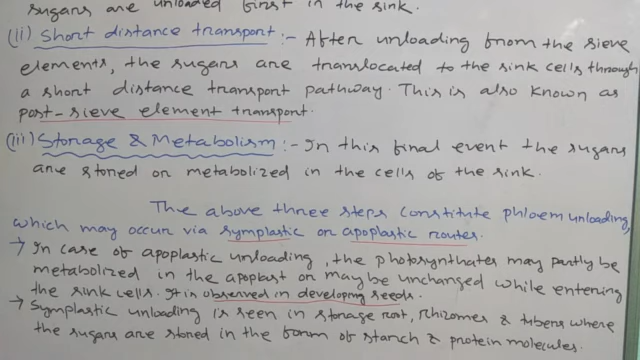 sugars are unloaded first in the sink.
(ii) Short distance transport :- After unloading from the sieve
elements, the sugars are translocated to the sink cells through
a short distance transport pathway. This is also known as
post-sieve element transport.
(iii) Storage & Metabolism :- In this final event the sugars
are stored or metabolized in the cells of the sink.
The above three steps constitute phloem unloading,
which may occur via symplastic or apoplastic routes.
→ In case of apoplastic unloading, the photosynthates may partly be
metabolized in the apoplast or may be unchanged while entering
the sink cells. It is observed in developing seeds.
→ Symplastic unloading is seen in storage root, rhizomes & tubers where
the sugars are stored in the form of starch & protein molecules.